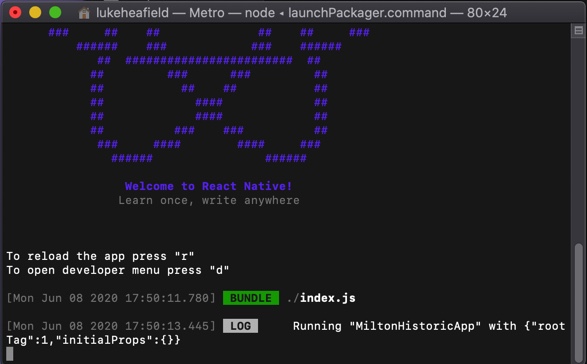 lukeheafield — Metro — node ◂ launchPackager.command — 80×24
###     ##    ##              ##    ##     ###
######    ###            ###    ######
##  ########################  ##
##         ###      ###         ##
##           ##    ##           ##
##             ####             ##
##             ####             ##
##          ###    ###          ##
###     ####        ####     ###
######                ######
Welcome to React Native!
Learn once, write anywhere
To reload the app press "r"
To open developer menu press "d"
[Mon Jun 08 2020 17:50:11.780] BUNDLE ./index.js
[Mon Jun 08 2020 17:50:13.445] LOG Running "MiltonHistoricApp" with {"root
Tag":1,"initialProps":{}}